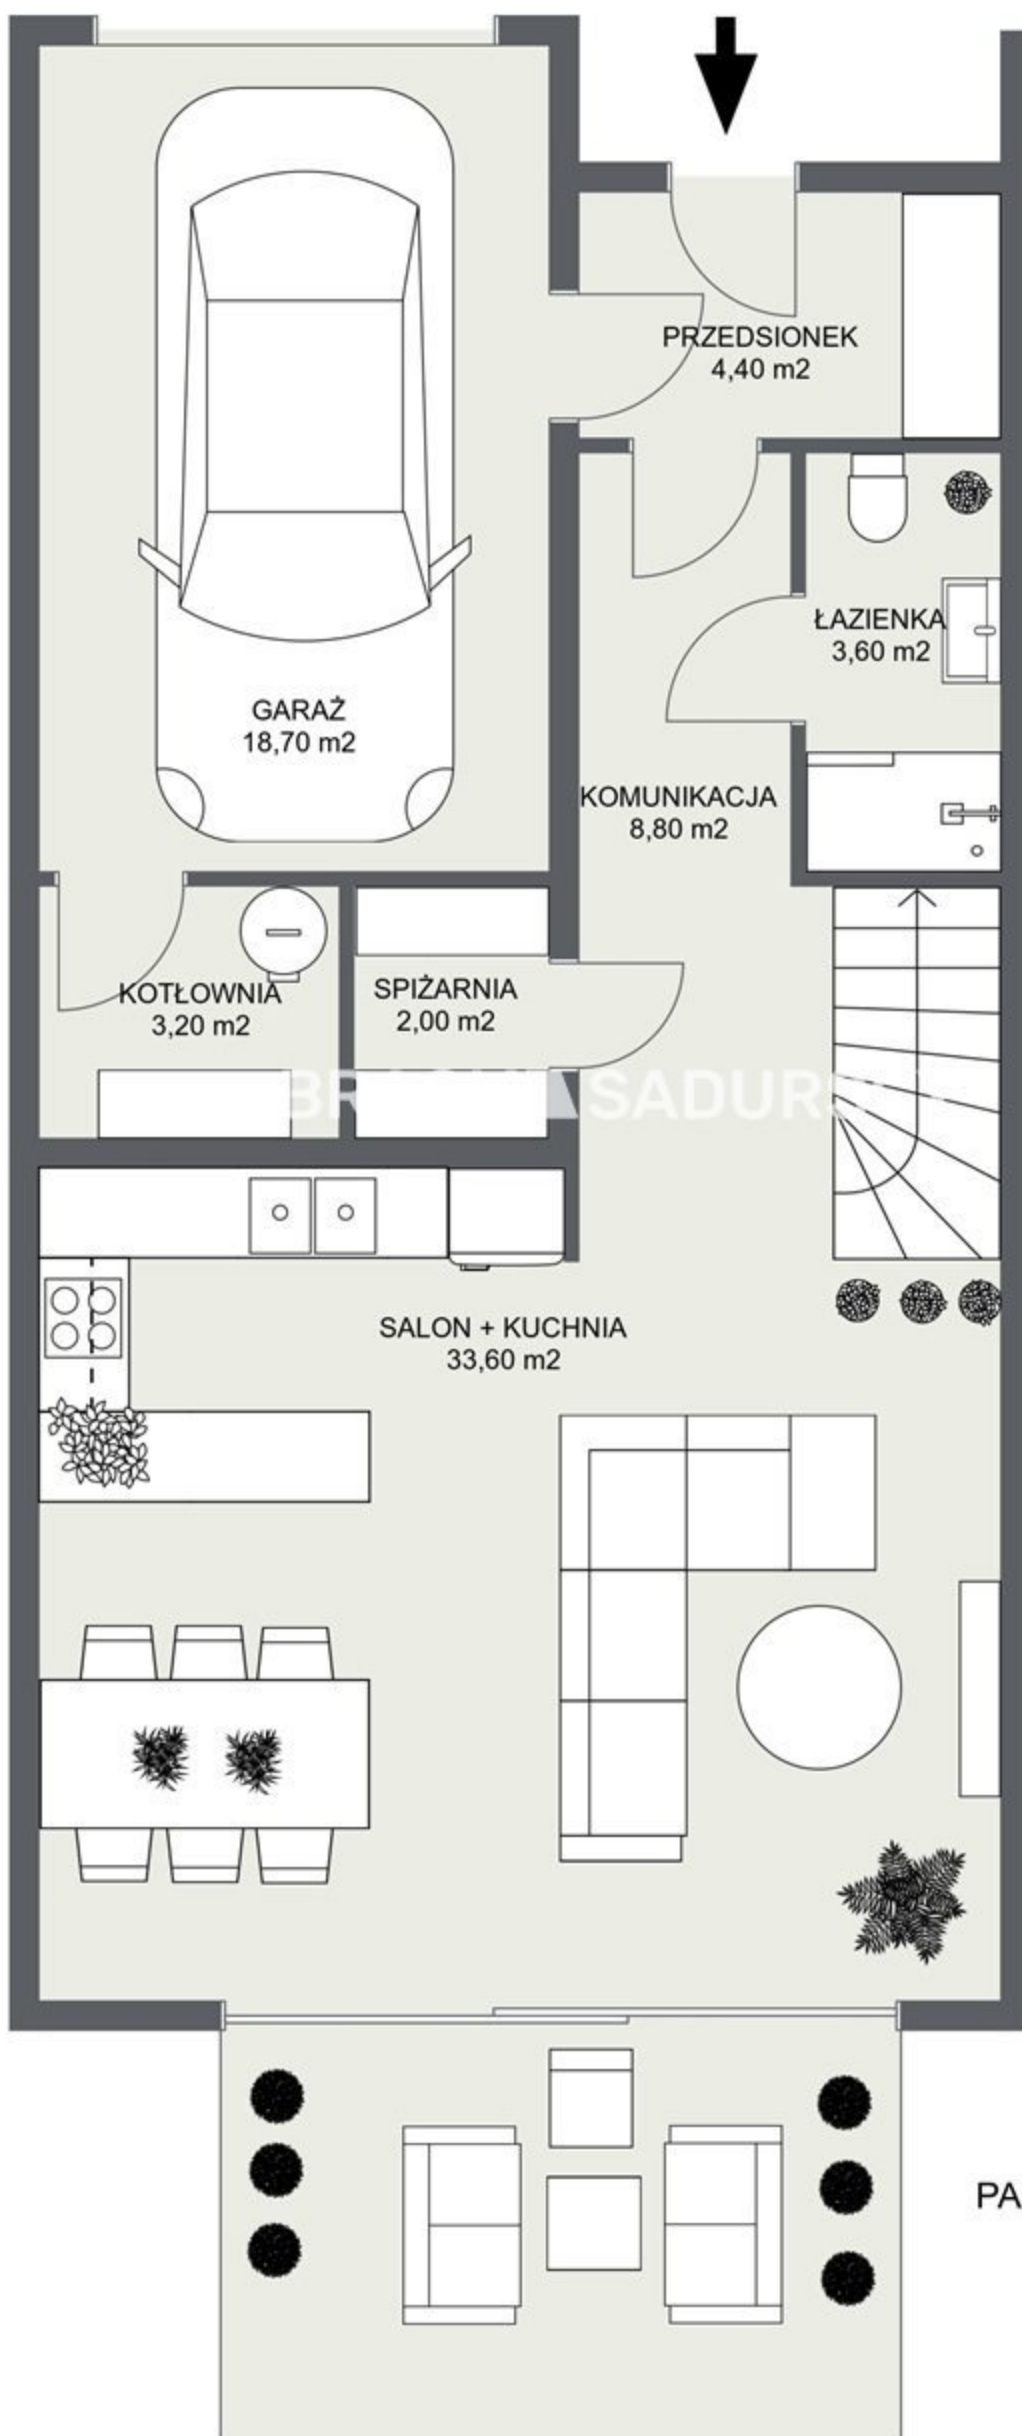 PRZEDSIONEK
4,40 m2
ŁAZIENKA
3,60 m2
GARAŻ
18,70 m2
KOMUNIKACJA
8,80 m2
KOTŁOWNIA
3,20 m2
SPIŻARNIA
2,00 m2
SALON + KUCHNIA
33,60 m2
PA